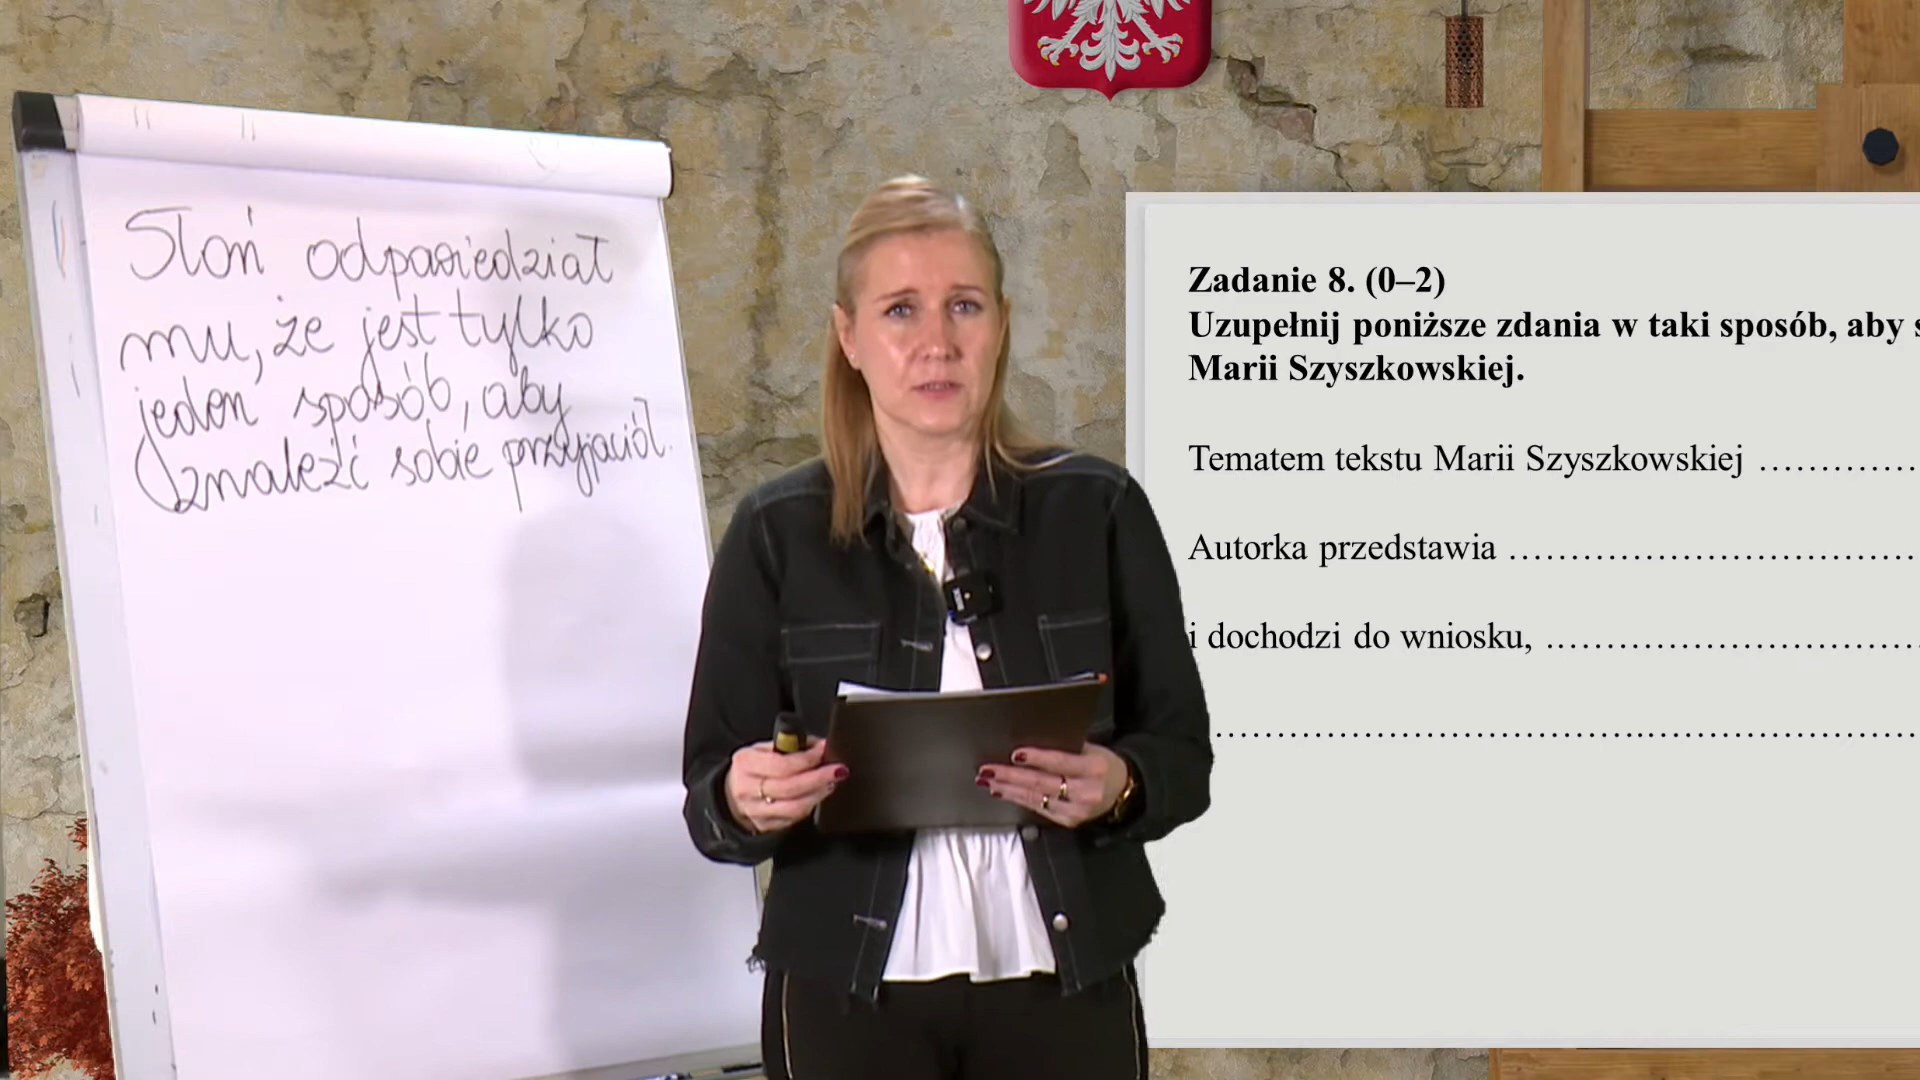 Słoń odpowiedział
mu, że jest tylko
jeden sposób, aby
znaleźć sobie przyjaciół.
Zadanie 8. (0–2)
Uzupełnij poniższe zdania w taki sposób, aby
Marii Szyszkowskiej.
Tematem tekstu Marii Szyszkowskiej ……………
Autorka przedstawia ……………………………………
i dochodzi do wniosku, …………………………………
……………………………………………………………